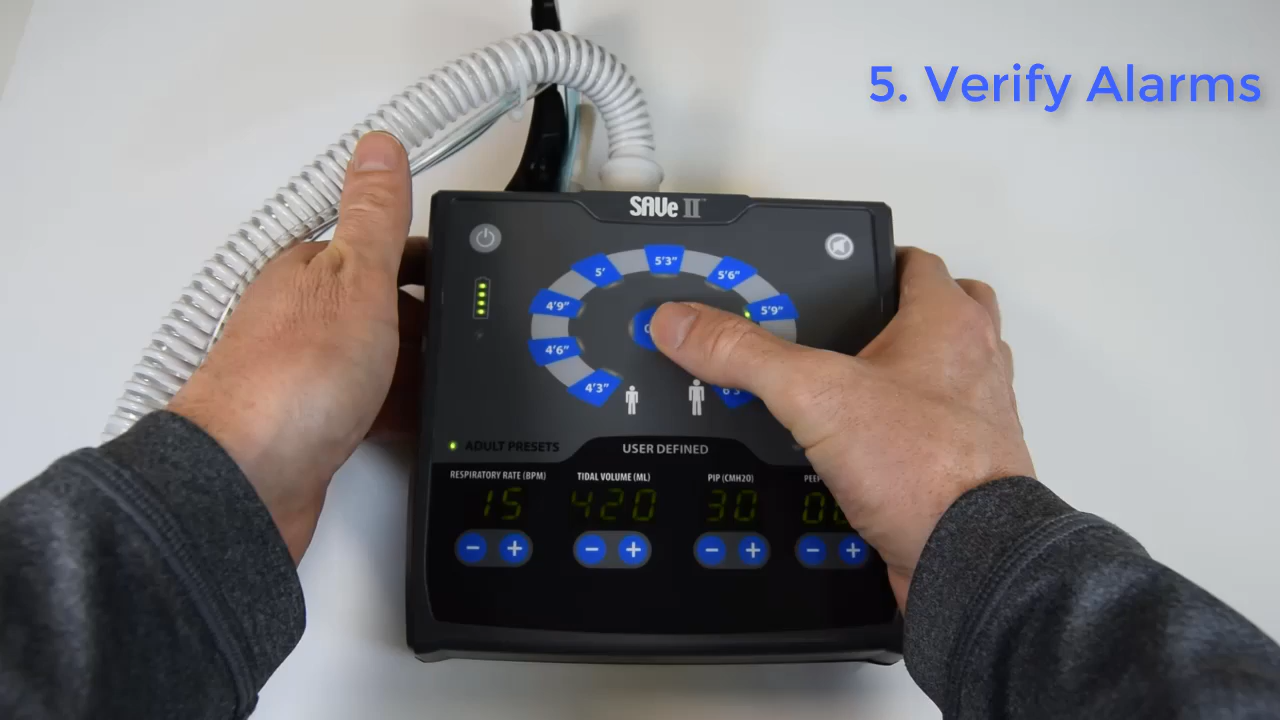 5. Verify Alarms
SAVe II
5'3"
5' 5'6"
4'9" 5'9"
4'6"
4'3"
ADULT PRESETS USER DEFINED
RESPIRATORY RATE (BPM) TIDAL VOLUME (ML) PIP (CMH2O) PEEP
15 420 30